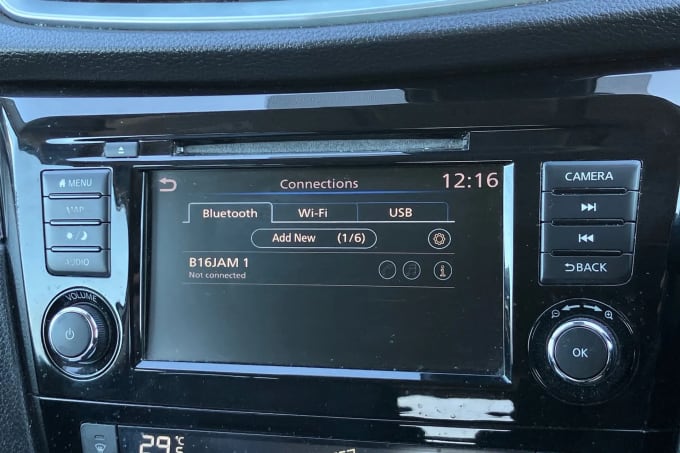 MENU
MAP
AUDIO
VOLUME
Connections 12:16
Bluetooth Wi-Fi USB
Add New (1/6)
B16JAM 1
Not connected
i
CAMERA
BACK
OK
29.5 °C